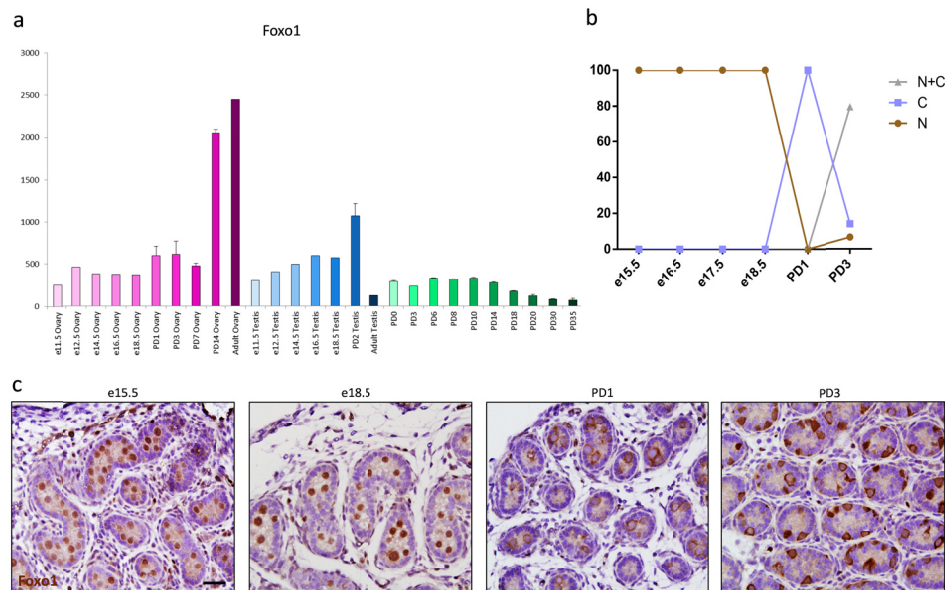 a
Foxo1
3000
2500
2000
1500
1000
500
0
e11.5 Ovary
e12.5 Ovary
e14.5 Ovary
e16.5 Ovary
e18.5 Ovary
PD1 Ovary
PD3 Ovary
PD7 Ovary
PD14 Ovary
Adult Ovary
e11.5 Testis
e12.5 Testis
e14.5 Testis
e16.5 Testis
e18.5 Testis
PD2 Testis
Adult Testis
PD0
PD3
PD6
PD8
PD10
PD14
PD18
PD20
PD30
PD35
b
100
80
60
40
20
0
e15.5
e16.5
e17.5
e18.5
PD1
PD3
N+C
C
N
c
e15.5
e18.5
PD1
PD3
Foxo1